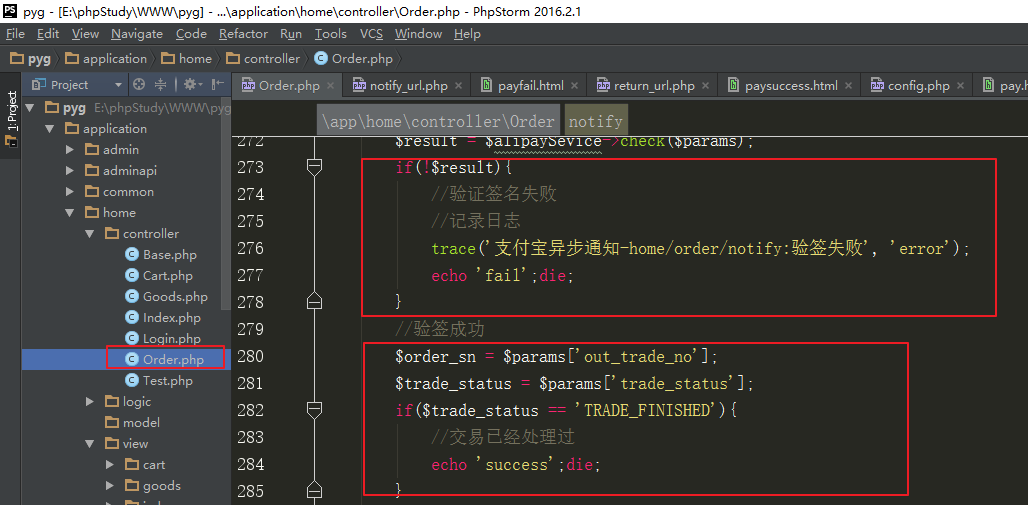 pyg - [E:\phpStudy\WWW\pyg] - ...\application\home\controller\Order.php - PhpStorm 2016.2.1
File Edit View Navigate Code Refactor Run Tools VCS Window Help
pyg application home controller Order.php
Project
Order.php × notify_url.php × payfail.html × return_url.php × paysuccess.html × config.php × pay.h
1: Project
pyg E:\phpStudy\WWW\pyg
application
admin
adminapi
common
home
controller
Base.php
Cart.php
Goods.php
Index.php
Login.php
Order.php
Test.php
logic
model
view
cart
goods
\app\home\controller\Order notify
272 $result = $alipaySevice->check($params);
273 if(!$result){
274 //验证签名失败
275 //记录日志
276 trace('支付宝异步通知-home/order/notify:验签失败', 'error');
277 echo 'fail';die;
278 }
279 //验签成功
280 $order_sn = $params['out_trade_no'];
281 $trade_status = $params['trade_status'];
282 if($trade_status == 'TRADE_FINISHED'){
283 //交易已经处理过
284 echo 'success';die;
285 }